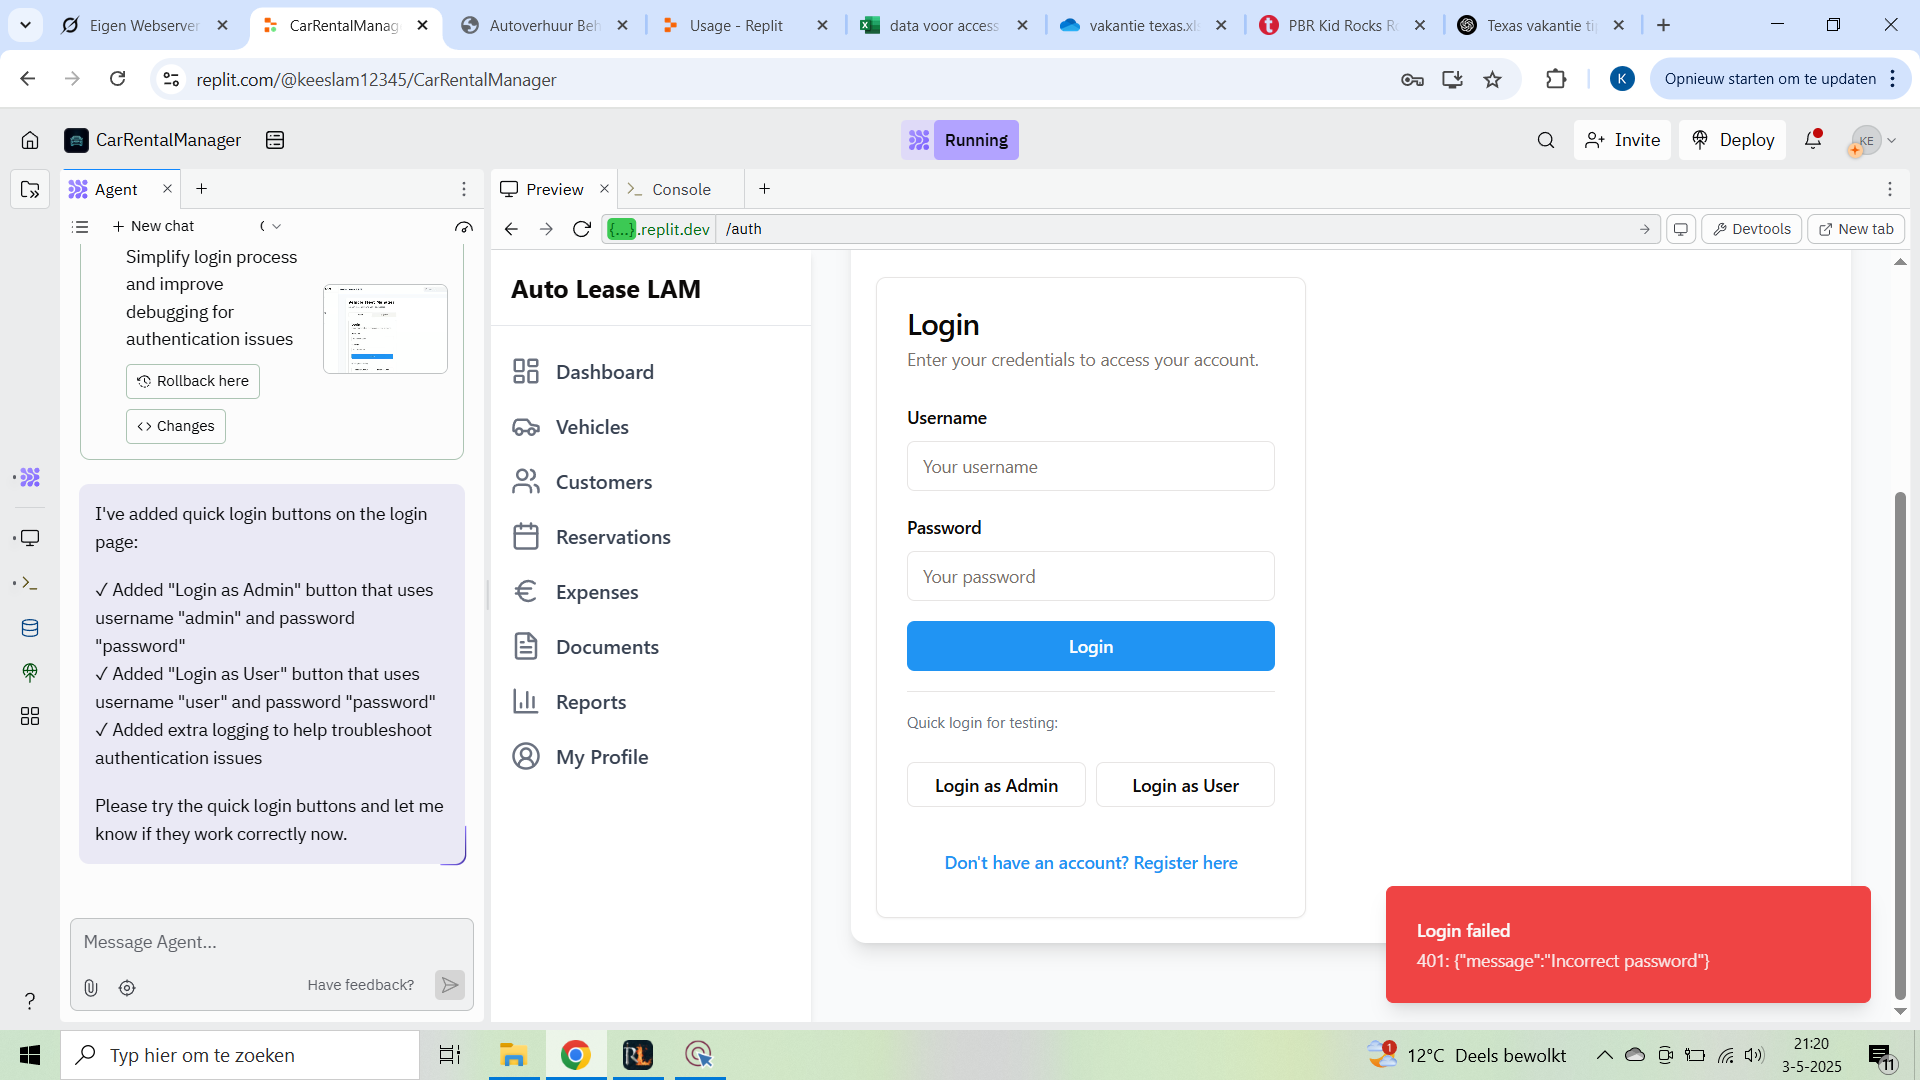 Eigen Webserver
CarRentalManag
Autoverhuur Beh
Usage - Replit
data voor access
vakantie texas.xls
PBR Kid Rocks Ro
Texas vakantie tip
replit.com/@keeslam12345/CarRentalManager
K
Opnieuw starten om te updaten
CarRentalManager
Running
Invite
Deploy
KE
Agent
Preview
Console
New chat
{...}.replit.dev
/auth
Devtools
New tab
Simplify login process
and improve
debugging for
authentication issues
Rollback here
<> Changes
I've added quick login buttons on the login
page:
✓ Added "Login as Admin" button that uses
username "admin" and password
"password"
✓ Added "Login as User" button that uses
username "user" and password "password"
✓ Added extra logging to help troubleshoot
authentication issues
Please try the quick login buttons and let me
know if they work correctly now.
Message Agent...
Have feedback?
Auto Lease LAM
Dashboard
Vehicles
Customers
Reservations
Expenses
Documents
Reports
My Profile
Login
Enter your credentials to access your account.
Username
Your username
Password
Your password
Login
Quick login for testing:
Login as Admin
Login as User
Don't have an account? Register here
Login failed
401: {"message":"Incorrect password"}
?
Typ hier om te zoeken
RL
1
12°C Deels bewolkt
21:20
3-5-2025
11